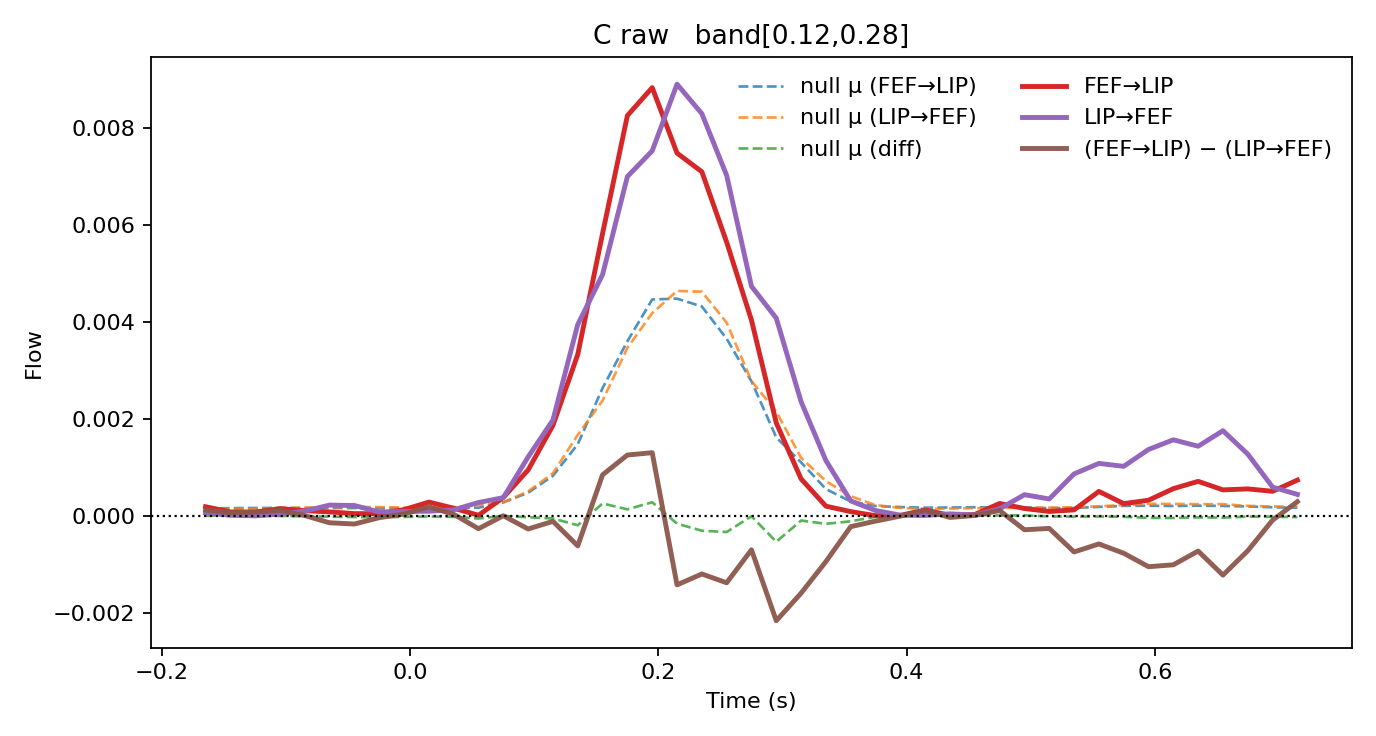 C raw   band[0.12,0.28]
null μ (FEF→LIP)
null μ (LIP→FEF)
null μ (diff)
FEF→LIP
LIP→FEF
(FEF→LIP) − (LIP→FEF)
Flow
0.008
0.006
0.004
0.002
0.000
−0.002
−0.2
0.0
0.2
0.4
0.6
Time (s)